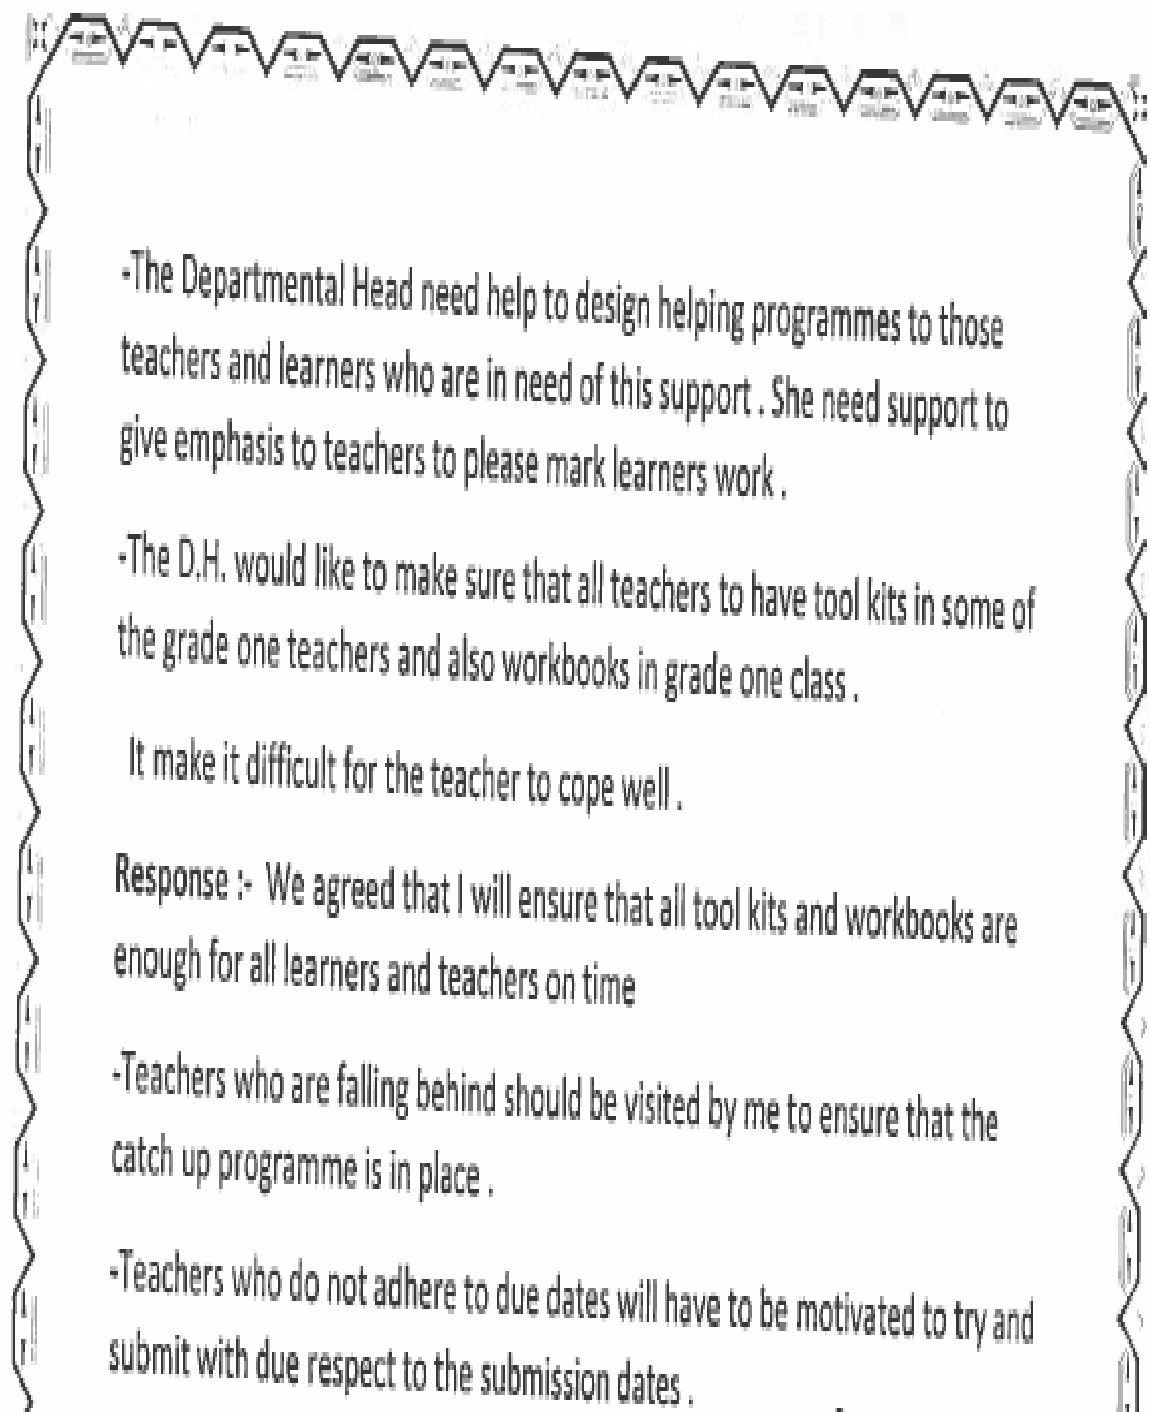 -The Departmental Head need help to design helping programmes to those
teachers and learners who are in need of this support . She need support to
give emphasis to teachers to please mark learners work .
-The D.H. would like to make sure that all teachers to have tool kits in some of
the grade one teachers and also workbooks in grade one class .
It make it difficult for the teacher to cope well .
Response :- We agreed that I will ensure that all tool kits and workbooks are
enough for all learners and teachers on time
-Teachers who are falling behind should be visited by me to ensure that the
catch up programme is in place .
-Teachers who do not adhere to due dates will have to be motivated to try and
submit with due respect to the submission dates .